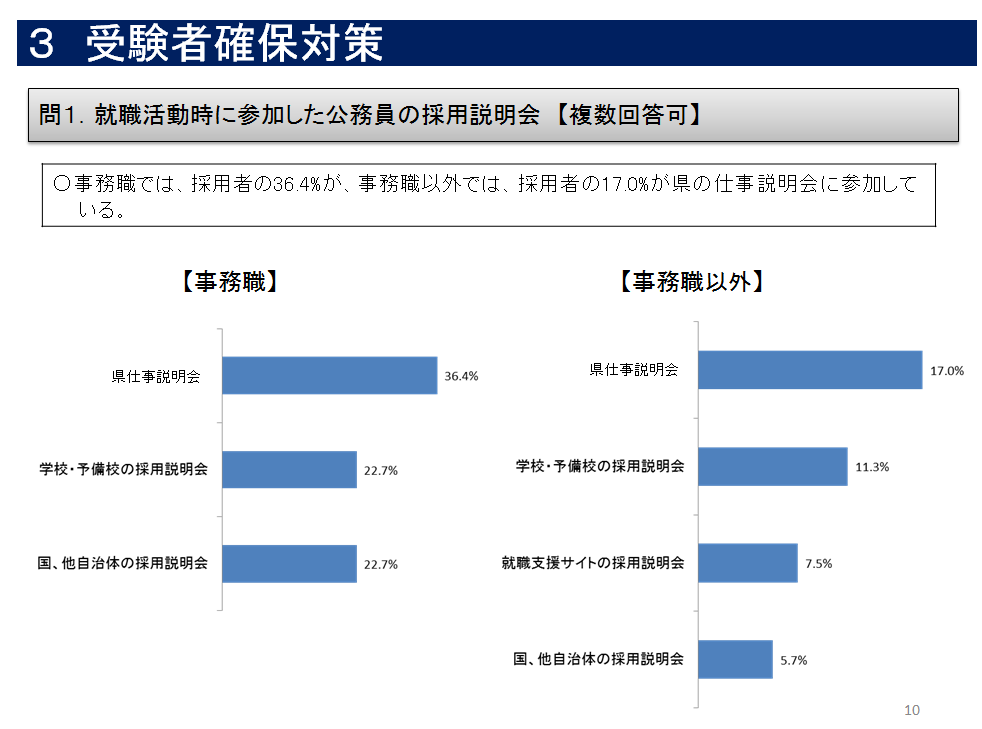 ３　受験者確保対策
問１．就職活動時に参加した公務員の採用説明会 【複数回答可】
○事務職では、採用者の36.4%が、事務職以外では、採用者の17.0%が県の仕事説明会に参加して
いる。
【事務職】
県仕事説明会
36.4%
学校・予備校の採用説明会
22.7%
国、他自治体の採用説明会
22.7%
【事務職以外】
県仕事説明会
17.0%
学校・予備校の採用説明会
11.3%
就職支援サイトの採用説明会
7.5%
国、他自治体の採用説明会
5.7%
10